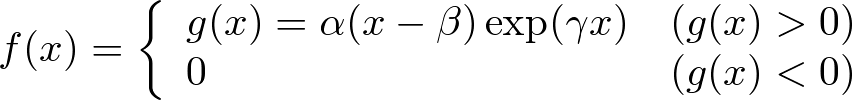 f(x) = { g(x) = α(x − β) exp(γx) (g(x) > 0)
0 (g(x) < 0)